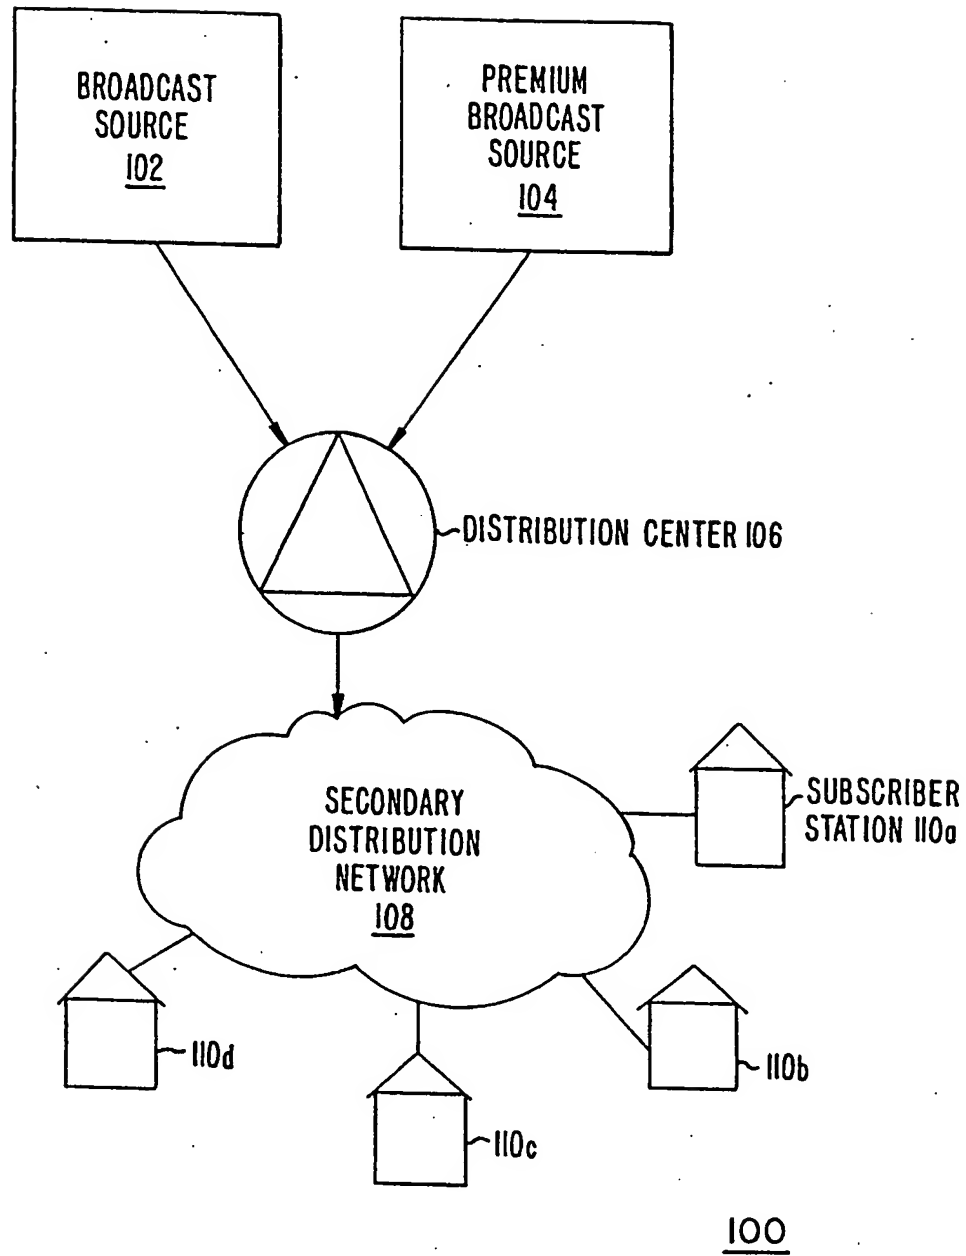 BROADCAST
SOURCE
102
PREMIUM
BROADCAST
SOURCE
104
DISTRIBUTION CENTER 106
SECONDARY
DISTRIBUTION
NETWORK
108
SUBSCRIBER
STATION 110a
110d
110b
110c
100